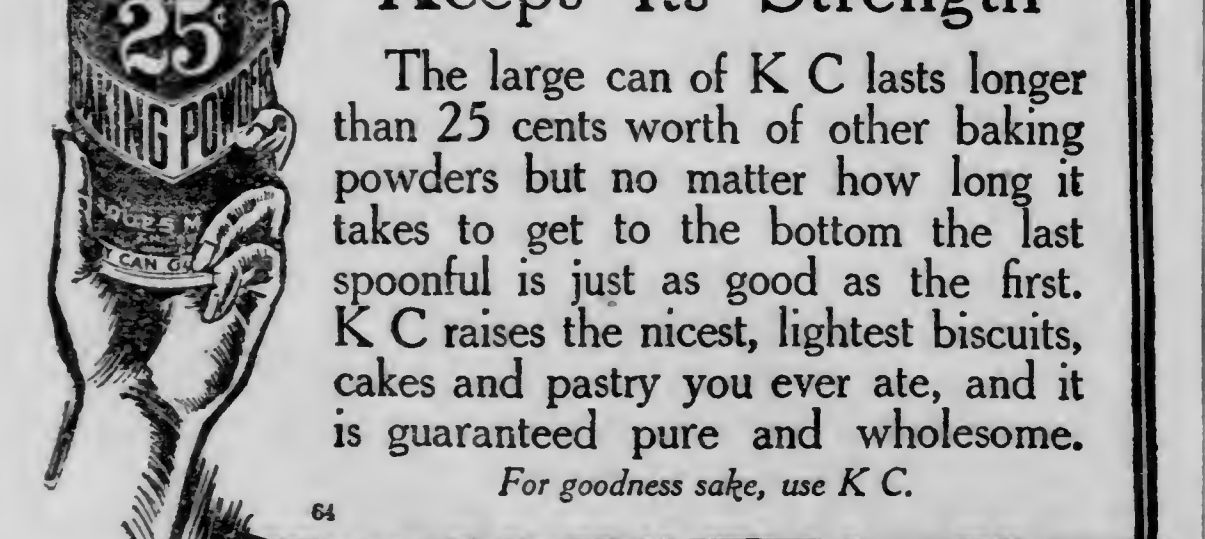 Keeps Its Strength
25
BAKING POWDER
The large can of K C lasts longer
than 25 cents worth of other baking
powders but no matter how long it
takes to get to the bottom the last
spoonful is just as good as the first.
K C raises the nicest, lightest biscuits,
cakes and pastry you ever ate, and it
is guaranteed pure and wholesome.
For goodness sake, use K C.
CAN
64